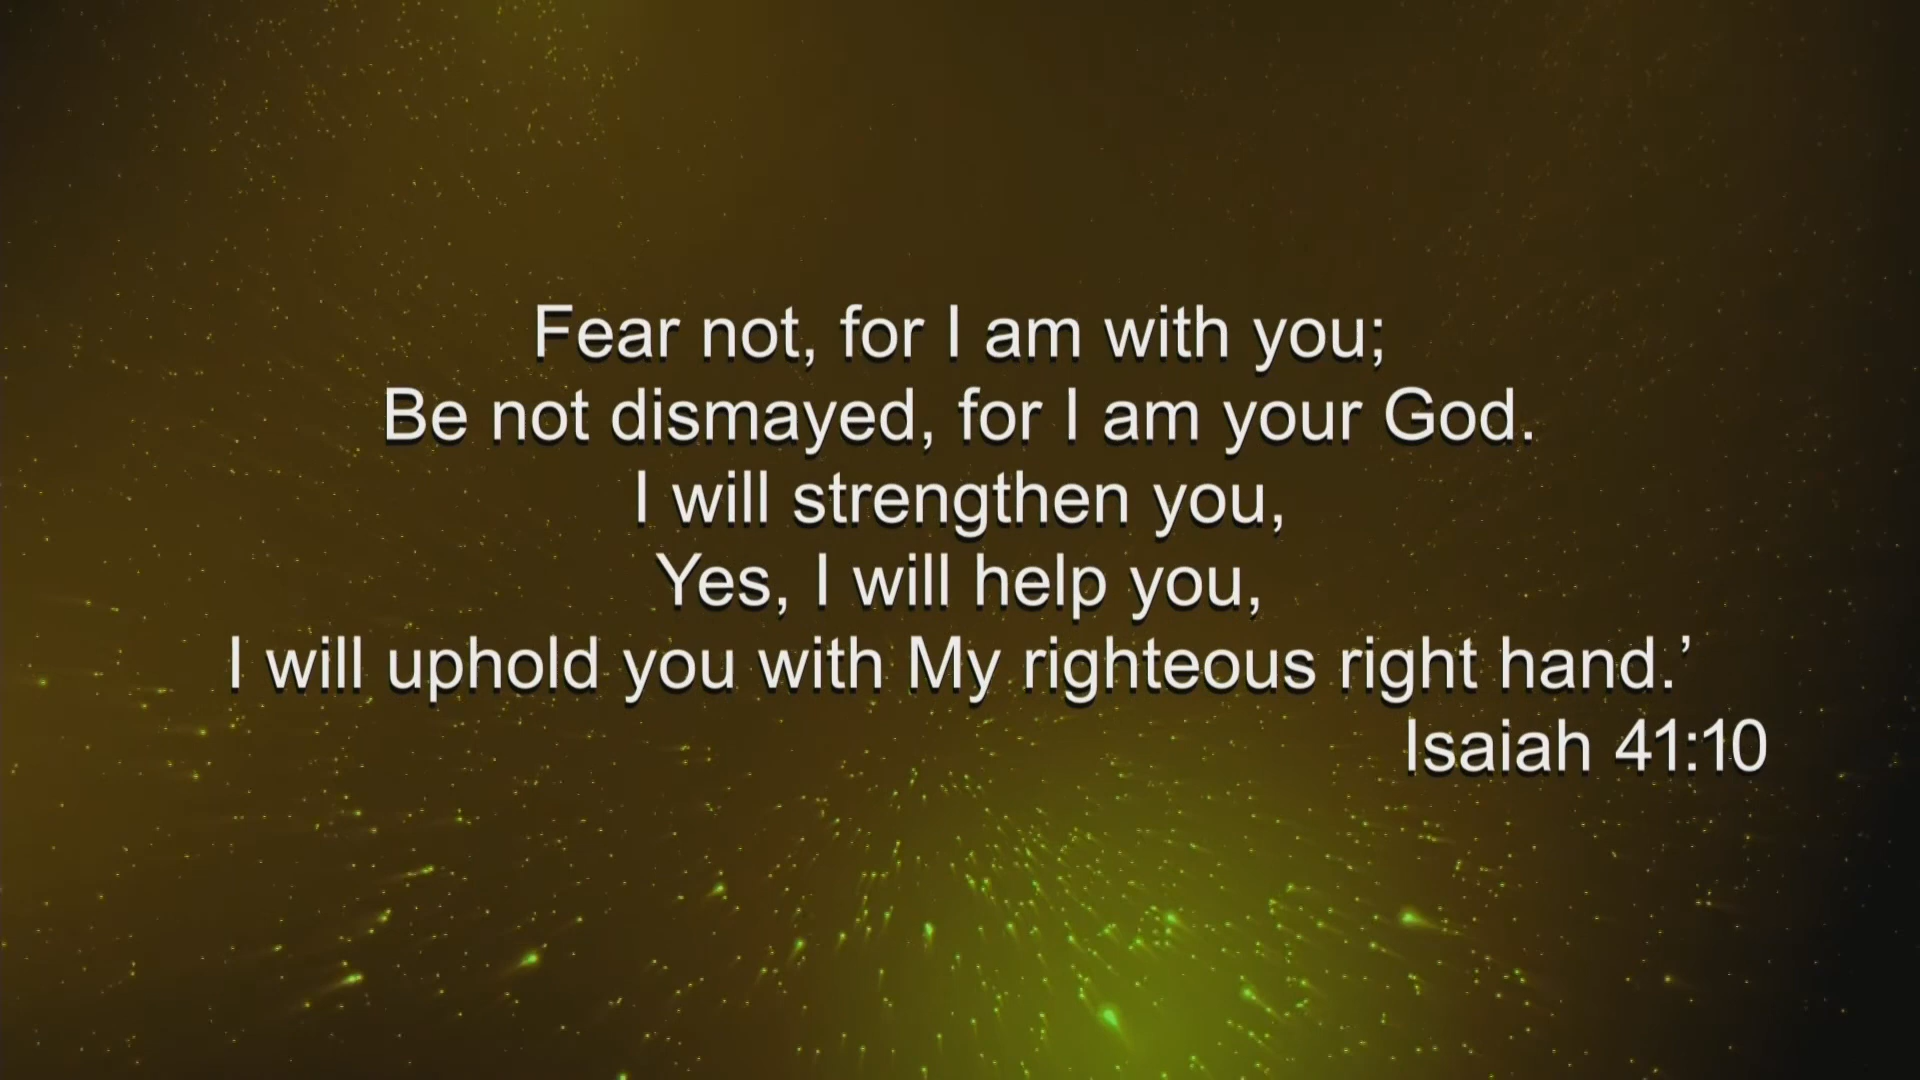 Fear not, for I am with you;
Be not dismayed, for I am your God.
I will strengthen you,
Yes, I will help you,
I will uphold you with My righteous right hand.’
Isaiah 41:10